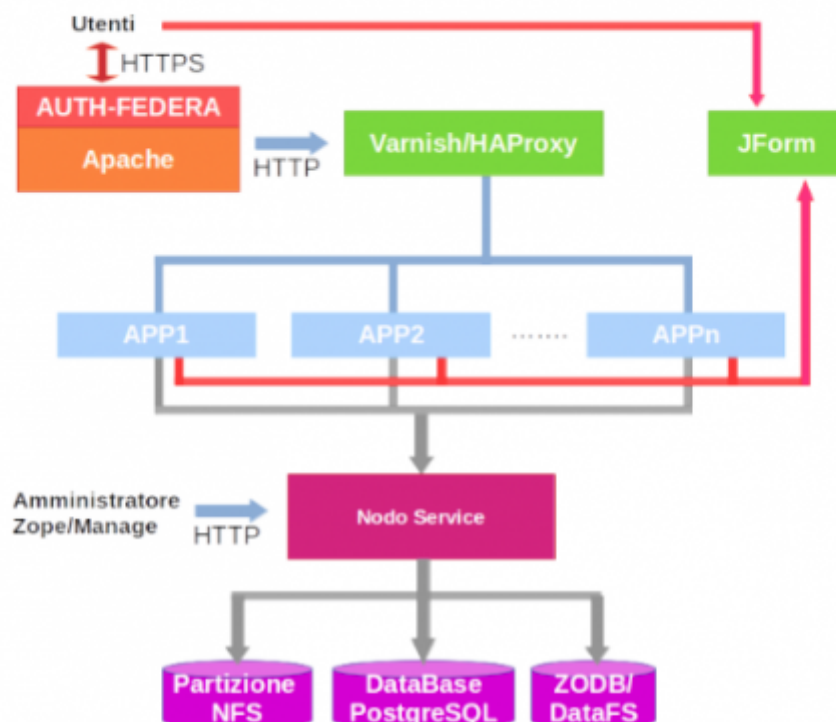 Utenti
HTTPS
AUTH-FEDERA
Apache
HTTP
Varnish/HAProxy
JForm
APP1
APP2
.......
APPn
Amministratore
Zope/Manage
HTTP
Nodo Service
Partizione
NFS
DataBase
PostgreSQL
ZODB/
DataFS